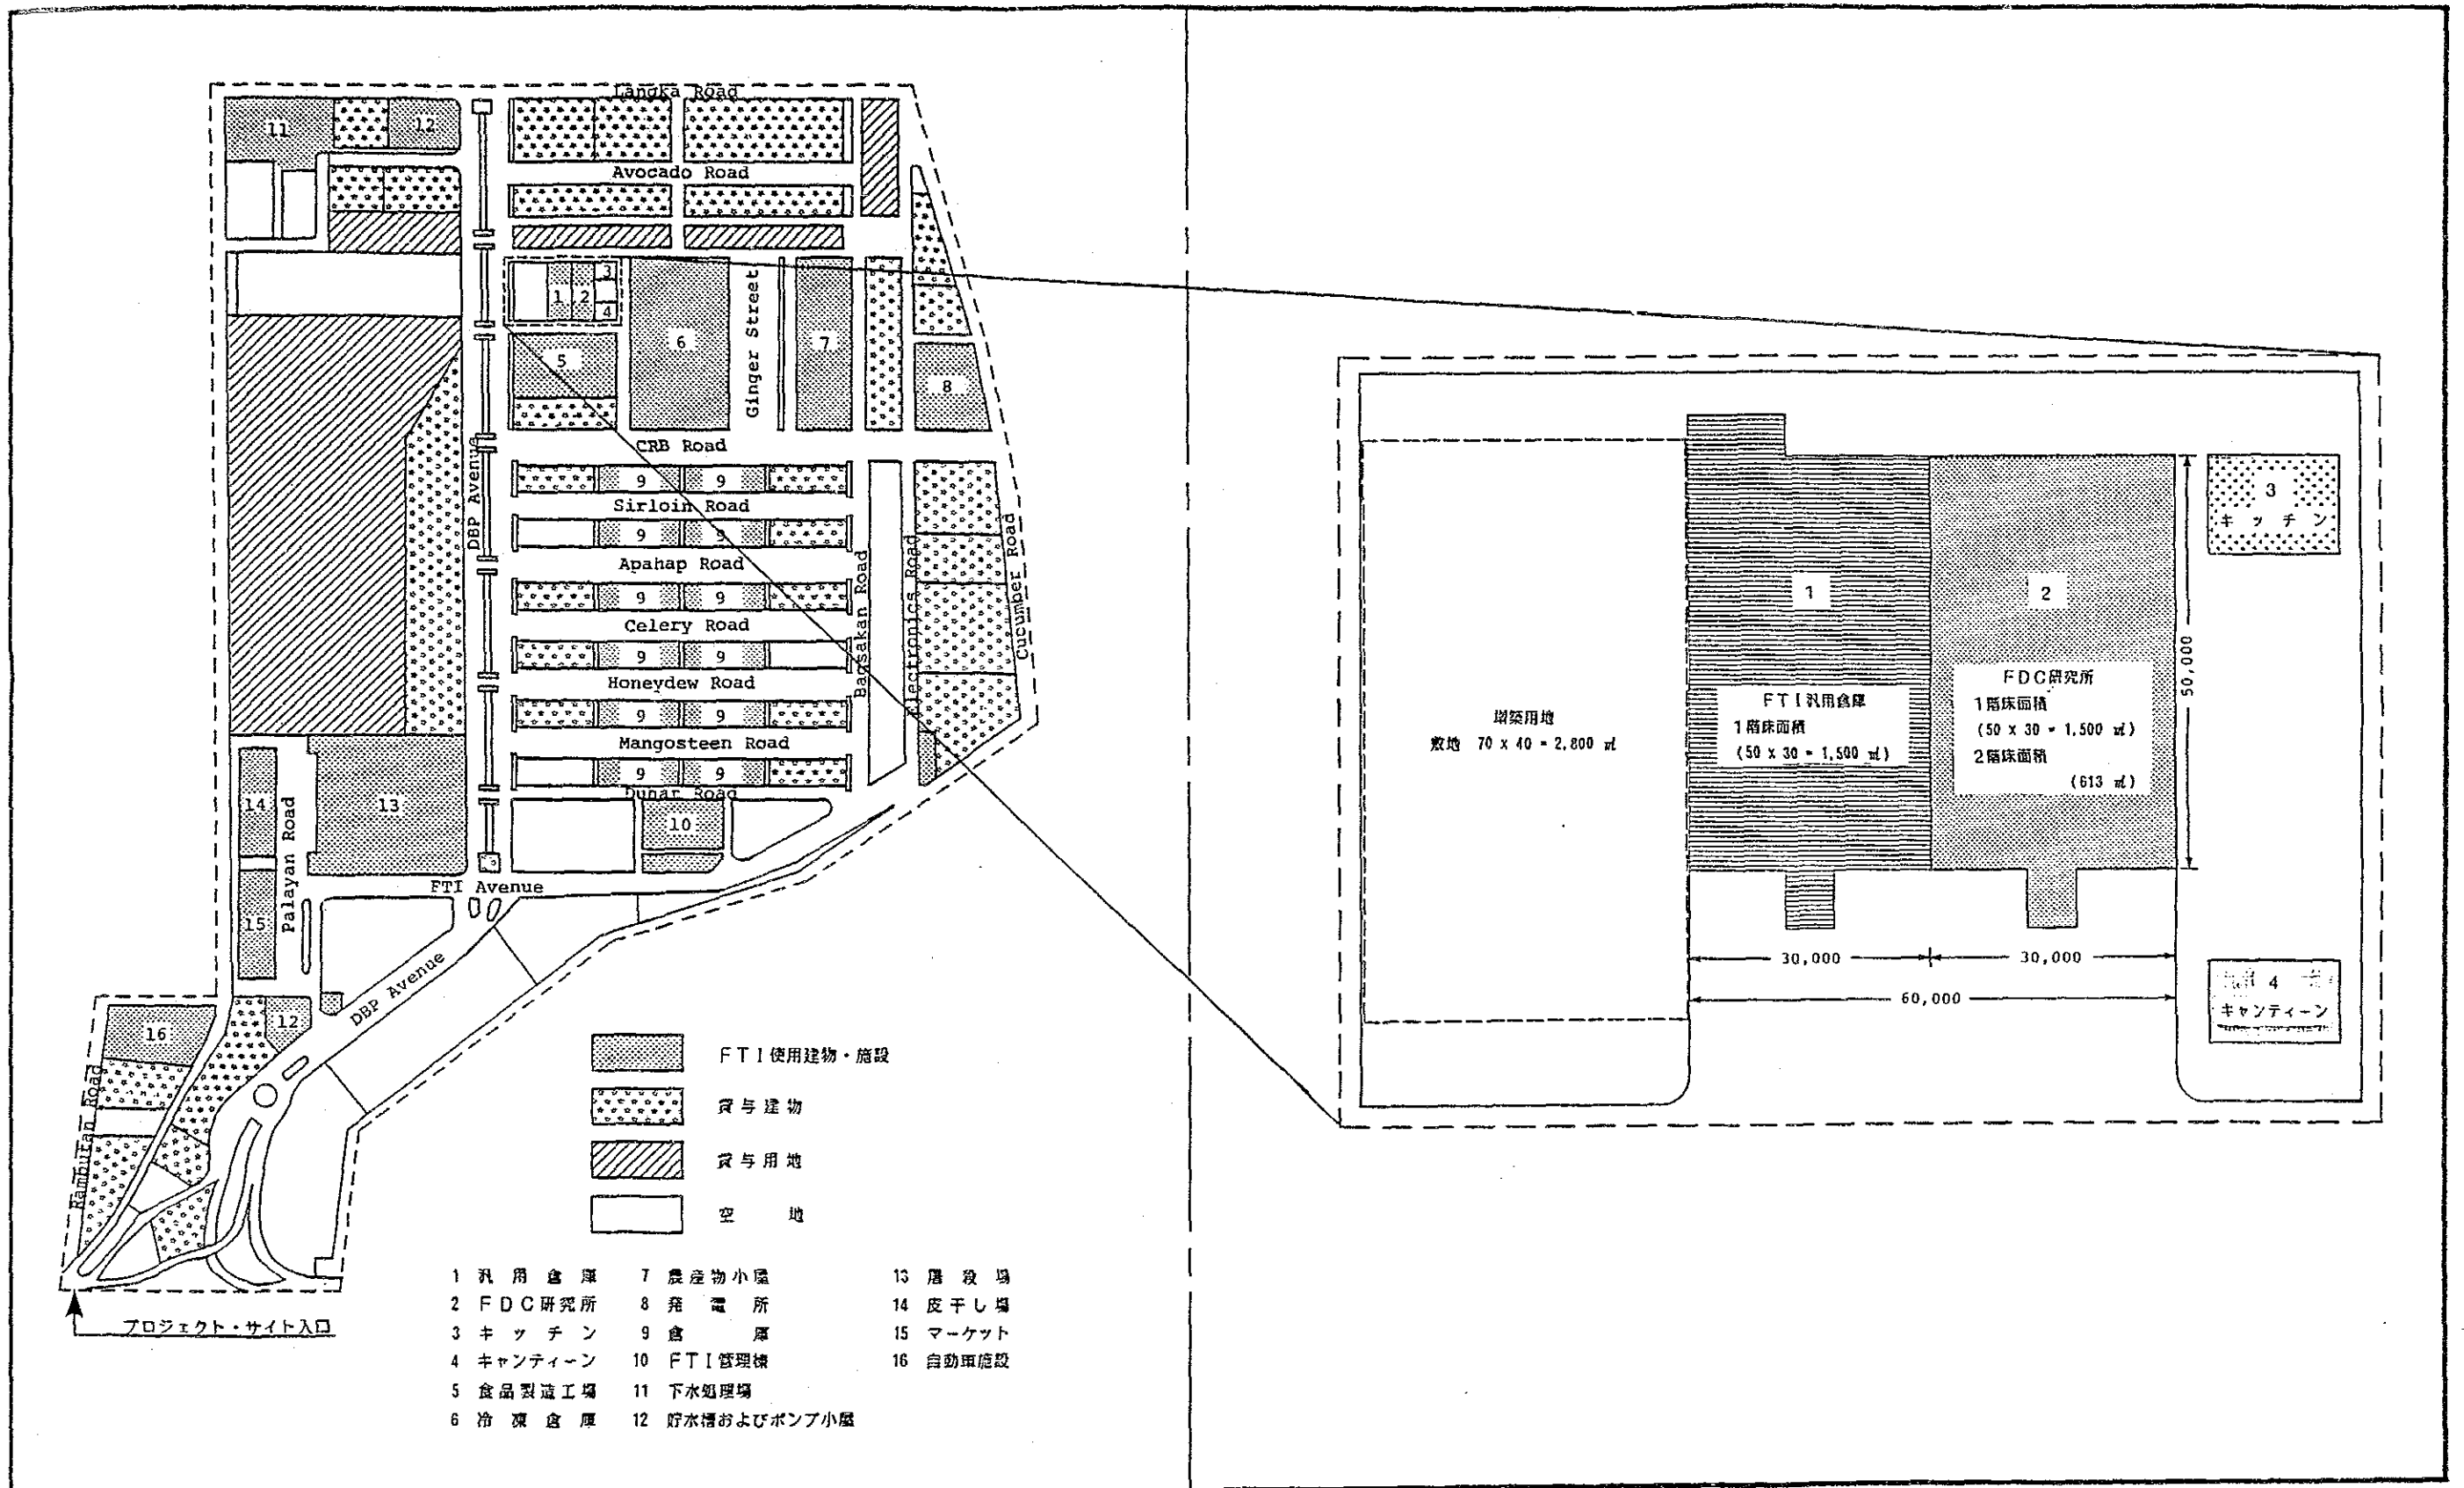 Langka Road
11
12
Avocado Road
1
2
3
4
5
6
Ginger Street
7
8
CRB Road
DBP Avenue
9 9
Sirloin Road
9 9
Apahap Road
9 9
Celery Road
9 9
Honeydew Road
9 9
Mangosteen Road
9 9
Duhat Road
Bagsakan Road
Electronics Road
Cucumber Road
14
13
10
Palayan Road
15
FTI Avenue
DBP Avenue
16
12
Rambutan Road
プロジェクト・サイト入口
FTI使用建物・施設
貸与建物
貸与用地
空地
1 汎用倉庫
2 FDC研究所
3 キッチン
4 キャンティーン
5 食品製造工場
6 冷凍倉庫
7 農産物小屋
8 発電所
9 倉庫
10 FTI管理棟
11 下水処理場
12 貯水槽およびポンプ小屋
13 屠殺場
14 皮干し場
15 マーケット
16 自動車施設
増築用地
敷地 70 x 40 = 2,800 ㎡
1
FTI汎用倉庫
1階床面積
(50 x 30 = 1,500 ㎡)
2
FDC研究所
1階床面積
(50 x 30 = 1,500 ㎡)
2階床面積
(613 ㎡)
3
キッチン
50,000
30,000
30,000
60,000
4
キャンティーン